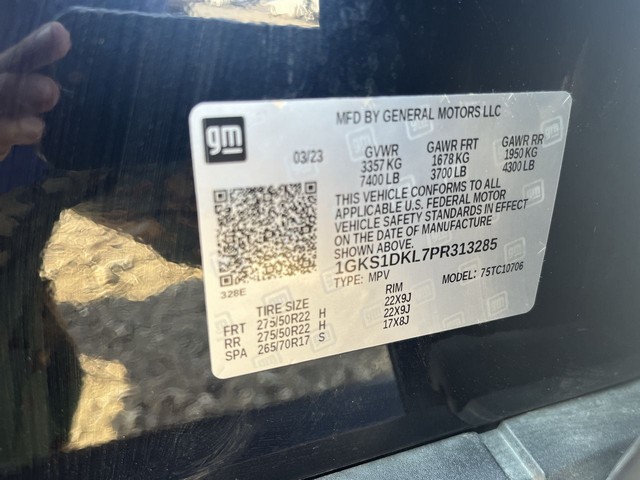 gm
MFD BY GENERAL MOTORS LLC
03/23 GVWR GAWR FRT GAWR RR
3357 KG 1678 KG 1950 KG
7400 LB 3700 LB 4300 LB
THIS VEHICLE CONFORMS TO ALL
APPLICABLE U.S. FEDERAL MOTOR
VEHICLE SAFETY STANDARDS IN EFFECT
ON THE DATE OF MANUFACTURE
SHOWN ABOVE.
1GKS1DKL7PR313285
TYPE: MPV MODEL: 75TC10706
328E
TIRE SIZE RIM
FRT 275/50R22 H 22X9J
RR 275/50R22 H 22X9J
SPA 265/70R17 S 17X8J